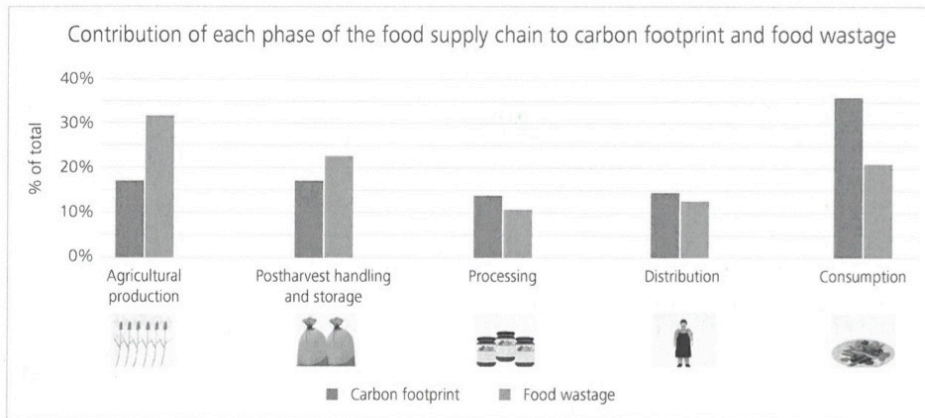 Contribution of each phase of the food supply chain to carbon footprint and food wastage
40%
30%
20%
10%
0%
% of total
Agricultural
production
Postharvest handling
and storage
Processing
Distribution
Consumption
Carbon footprint
Food wastage